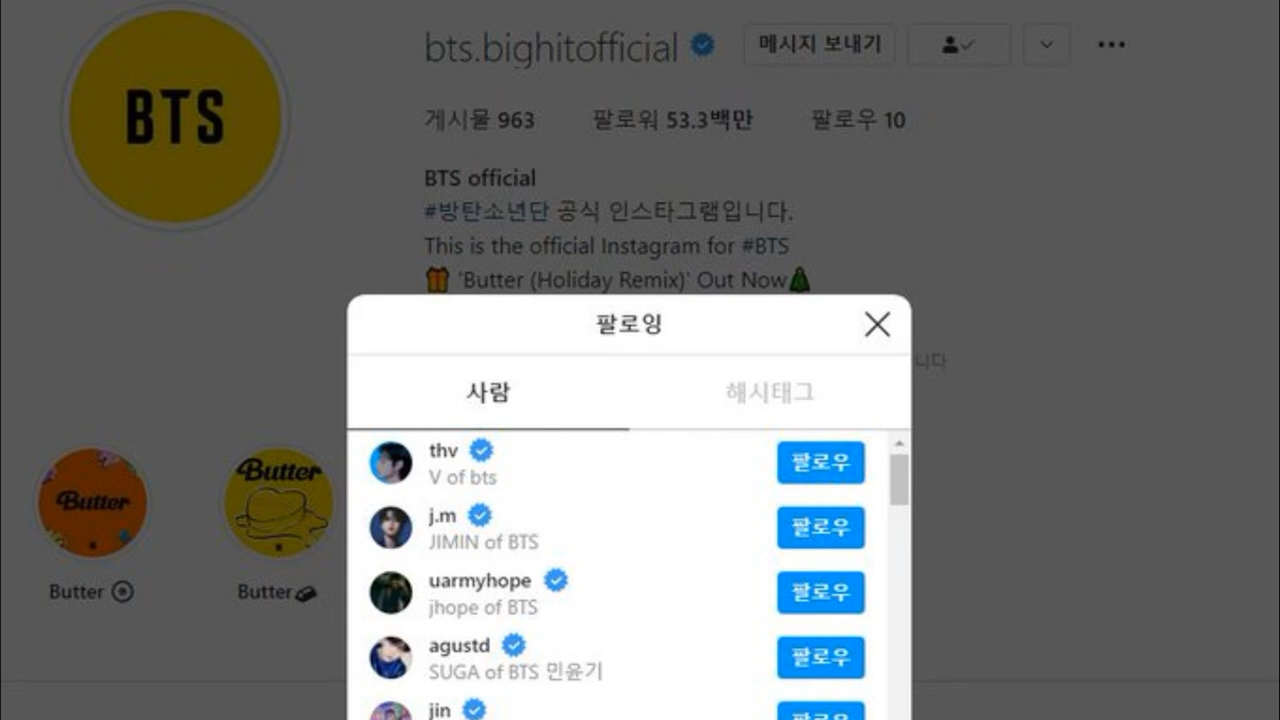 BTS
bts.bighitofficial
메시지 보내기
게시물 963 팔로워 53.3백만 팔로우 10
BTS official
#방탄소년단 공식 인스타그램입니다.
This is the official Instagram for #BTS
'Butter (Holiday Remix)' Out Now
니다
팔로잉
사람 해시태그
thv
V of bts
팔로우
j.m
JIMIN of BTS
팔로우
uarmyhope
jhope of BTS
팔로우
agustd
SUGA of BTS 민윤기
팔로우
jin
팔로우
Butter
Butter
Butter
Butter